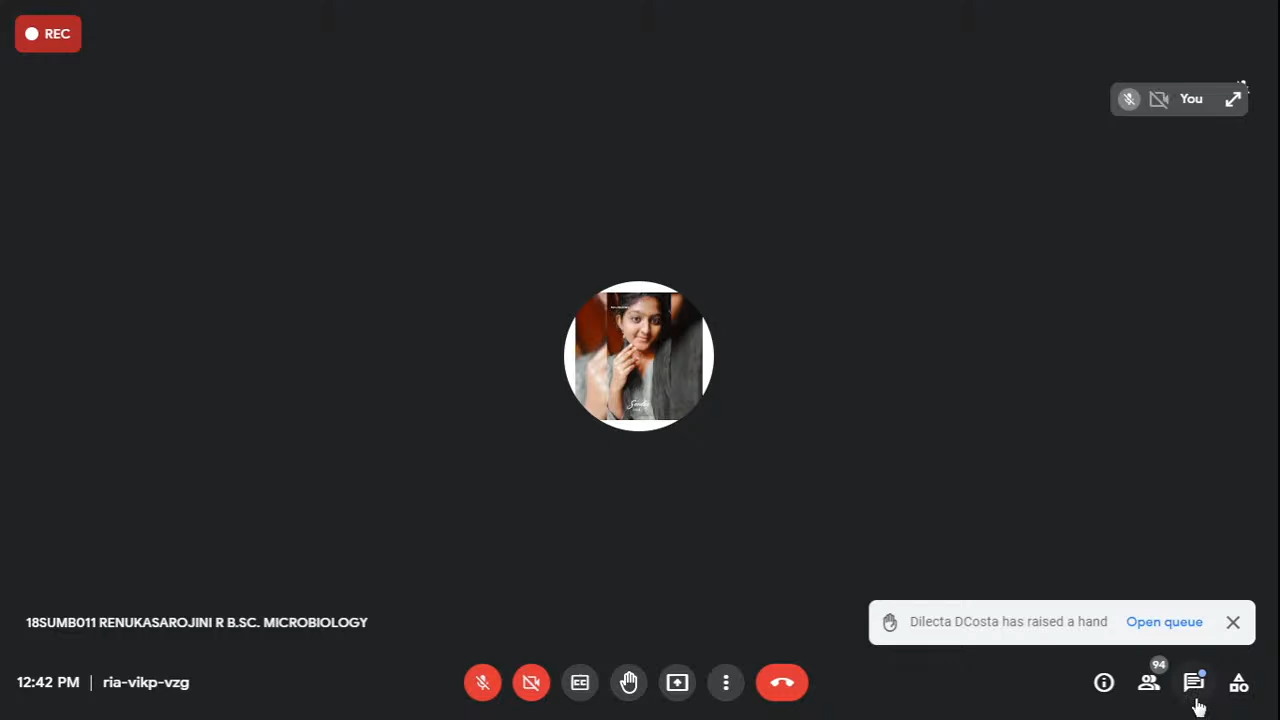 REC
You
18SUMB011 RENUKASAROJINI R B.SC. MICROBIOLOGY
Dilecta DCosta has raised a hand Open queue
94
12:42 PM | ria-vikp-vzg
CC